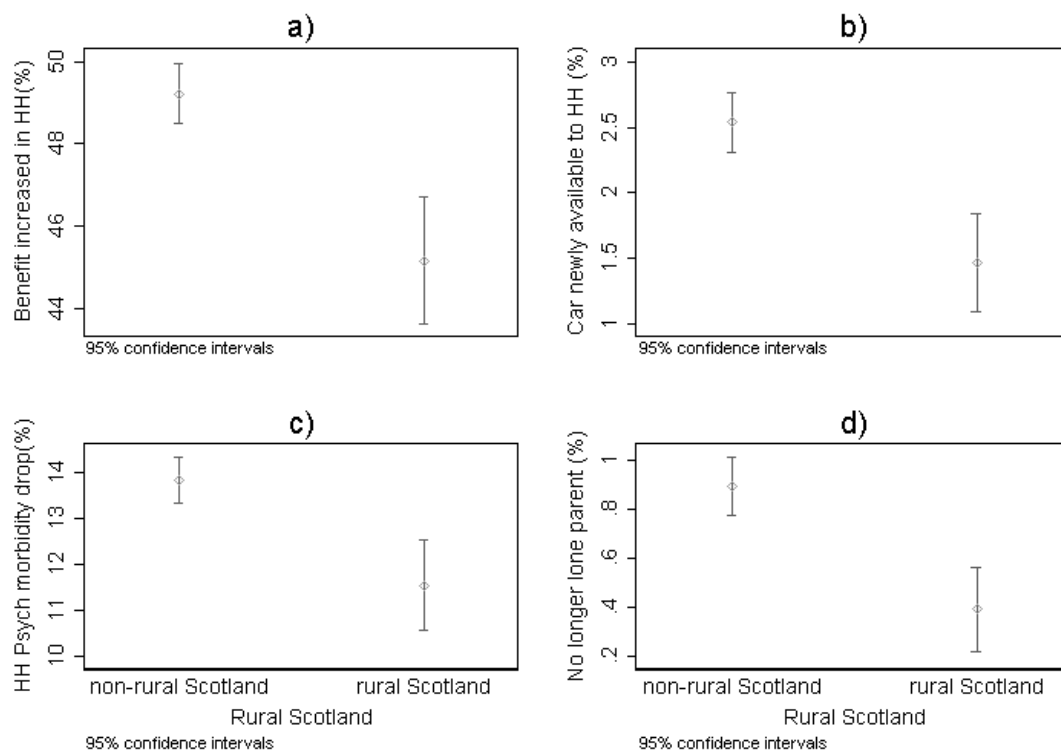 a)
Benefit increased in HH(%)
50
48
46
44
95% confidence intervals
b)
Car newly available to HH (%)
3
2.5
2
1.5
1
95% confidence intervals
c)
HH Psych morbidity drop(%)
14
13
12
11
10
non-rural Scotland rural Scotland
Rural Scotland
95% confidence intervals
d)
No longer lone parent (%)
1
.8
.6
.4
.2
non-rural Scotland rural Scotland
Rural Scotland
95% confidence intervals